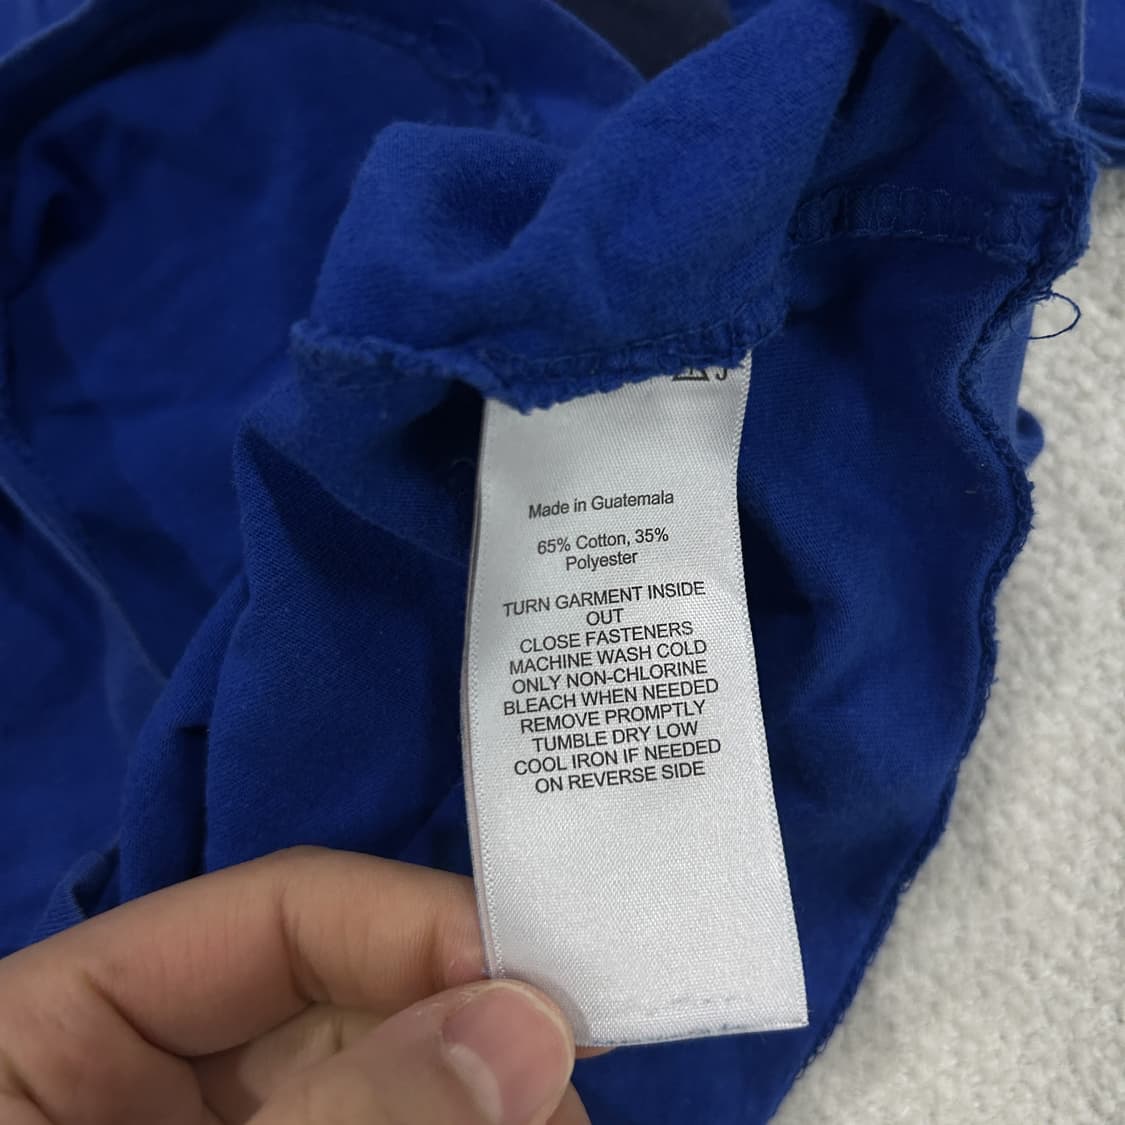 Made in Guatemala
65% Cotton, 35%
Polyester
TURN GARMENT INSIDE
OUT
CLOSE FASTENERS
MACHINE WASH COLD
ONLY NON-CHLORINE
BLEACH WHEN NEEDED
REMOVE PROMPTLY
TUMBLE DRY LOW
COOL IRON IF NEEDED
ON REVERSE SIDE